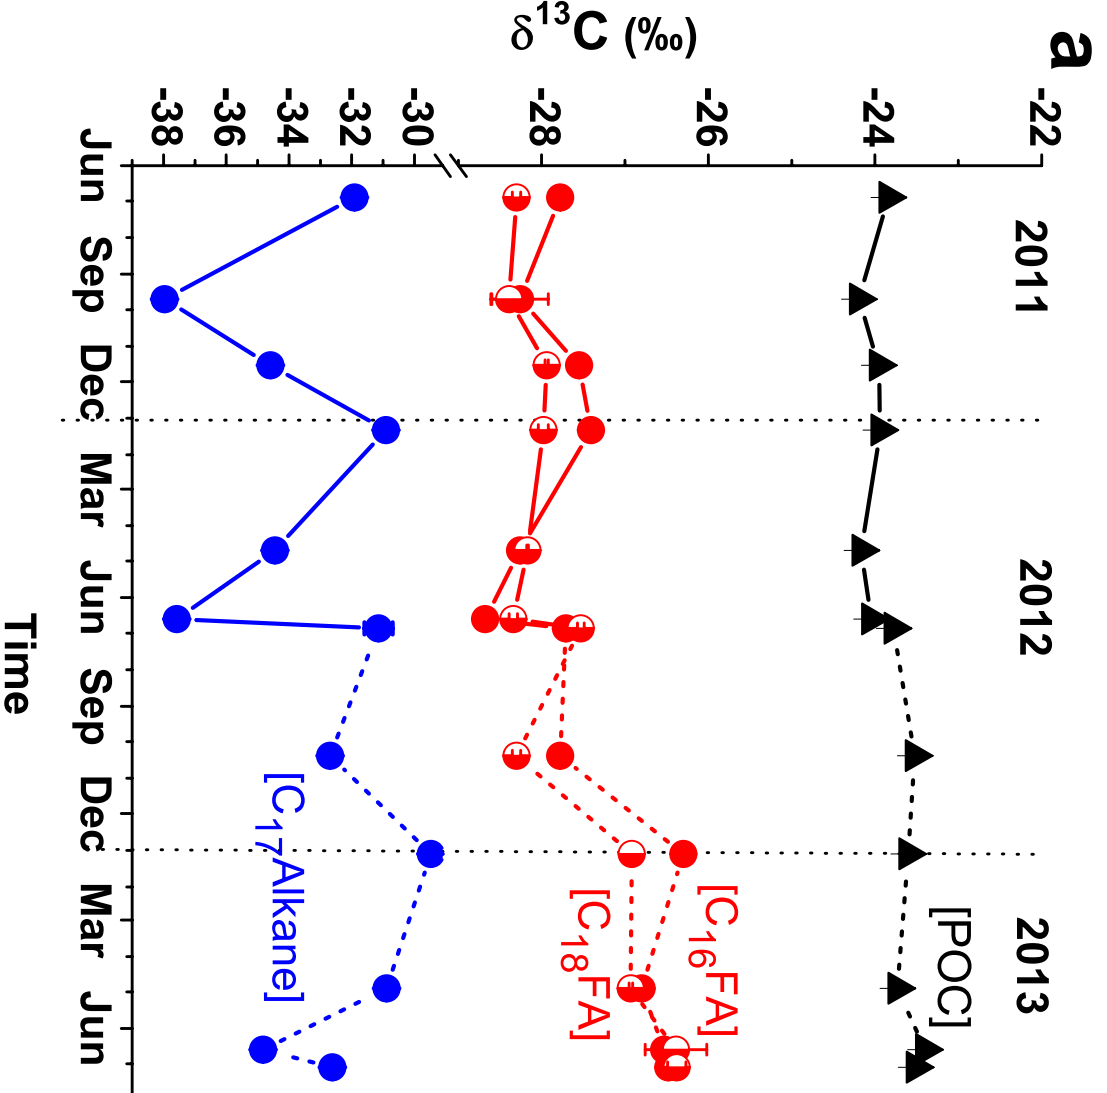 a
2011 2012 2013
δ¹³C (‰)
-22
-24
-26
-28
-30
-32
-34
-36
-38
[POC]
[C₁₆FA]
[C₁₈FA]
[C₁₇Alkane]
Jun Sep Dec Mar Jun Sep Dec Mar Jun
Time